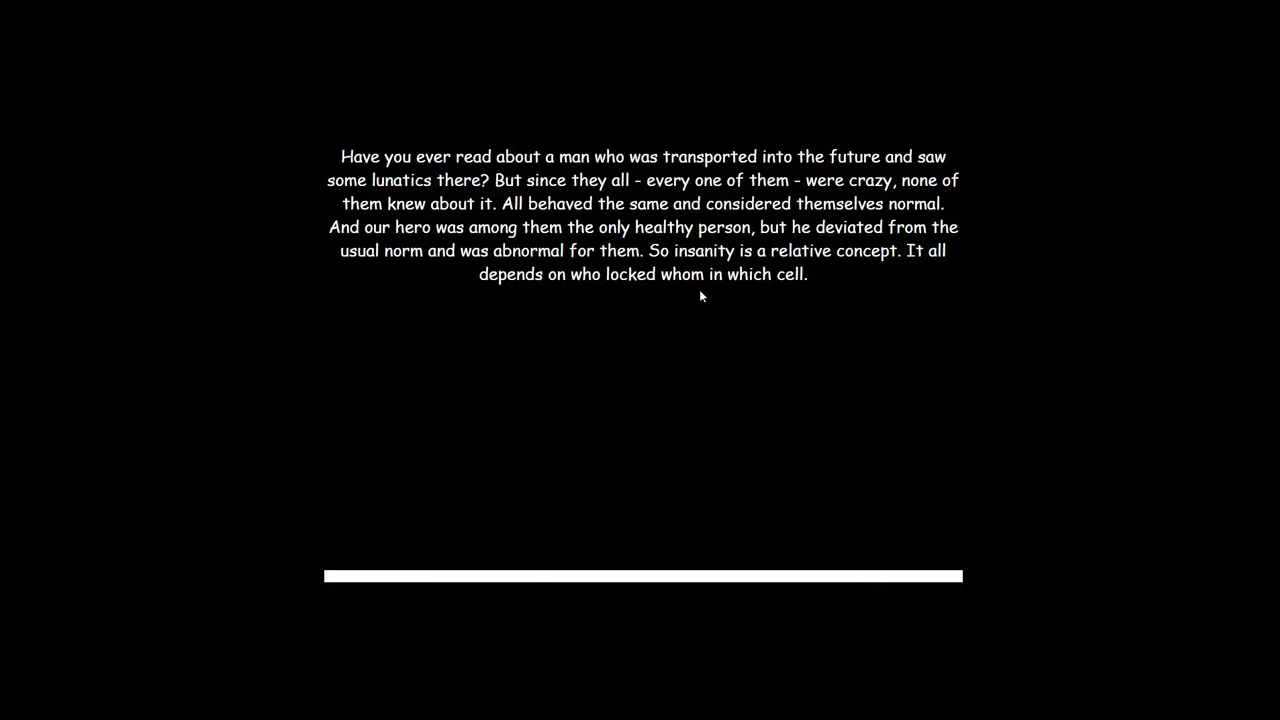 Have you ever read about a man who was transported into the future and saw
some lunatics there? But since they all - every one of them - were crazy, none of
them knew about it. All behaved the same and considered themselves normal.
And our hero was among them the only healthy person, but he deviated from the
usual norm and was abnormal for them. So insanity is a relative concept. It all
depends on who locked whom in which cell.